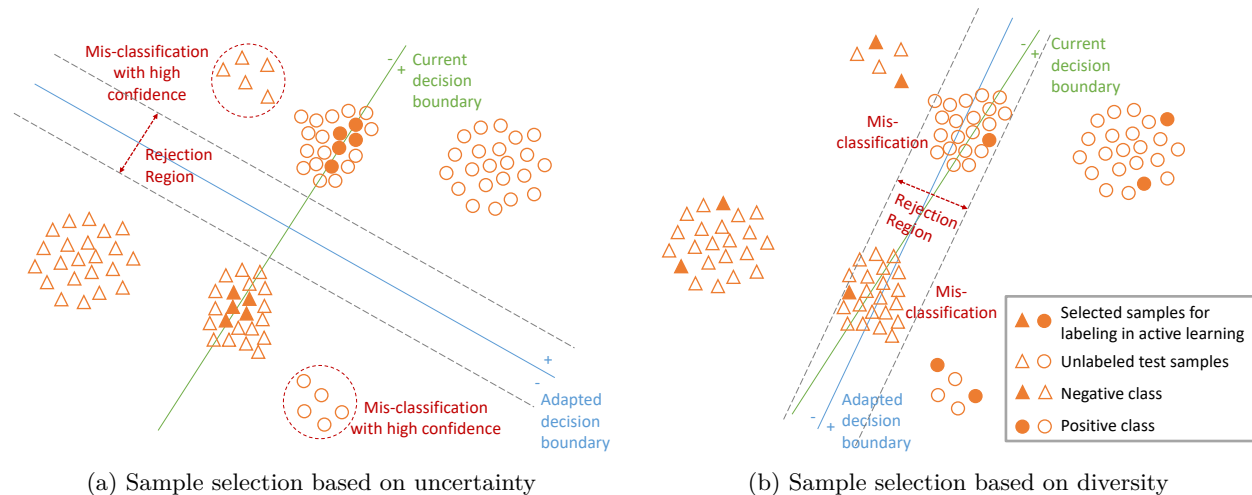 Mis-classification
with high
confidence
-
+
Current
decision
boundary
Rejection
Region
+
-
Adapted
decision
boundary
Mis-classification
with high confidence
(a) Sample selection based on uncertainty
-
+
Current
decision
boundary
Mis-
classification
Rejection
Region
Mis-
classification
-
+
Adapted
decision
boundary
Selected samples for
labeling in active learning
Unlabeled test samples
Negative class
Positive class
(b) Sample selection based on diversity